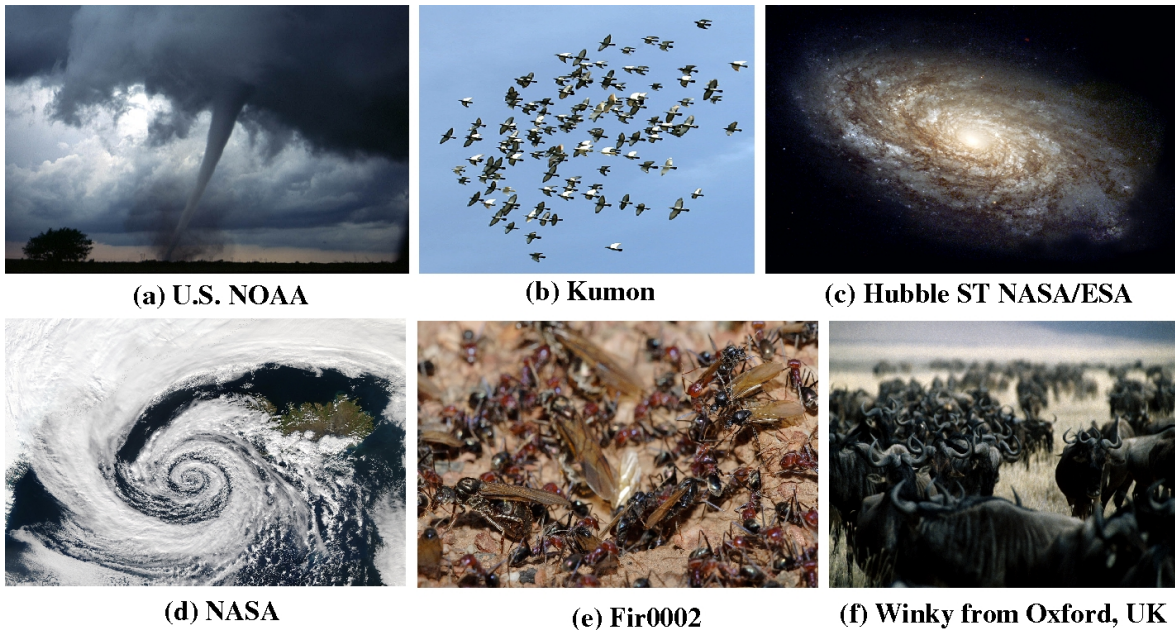 (a) U.S. NOAA
(b) Kumon
(c) Hubble ST NASA/ESA
(d) NASA
(e) Fir0002
(f) Winky from Oxford, UK